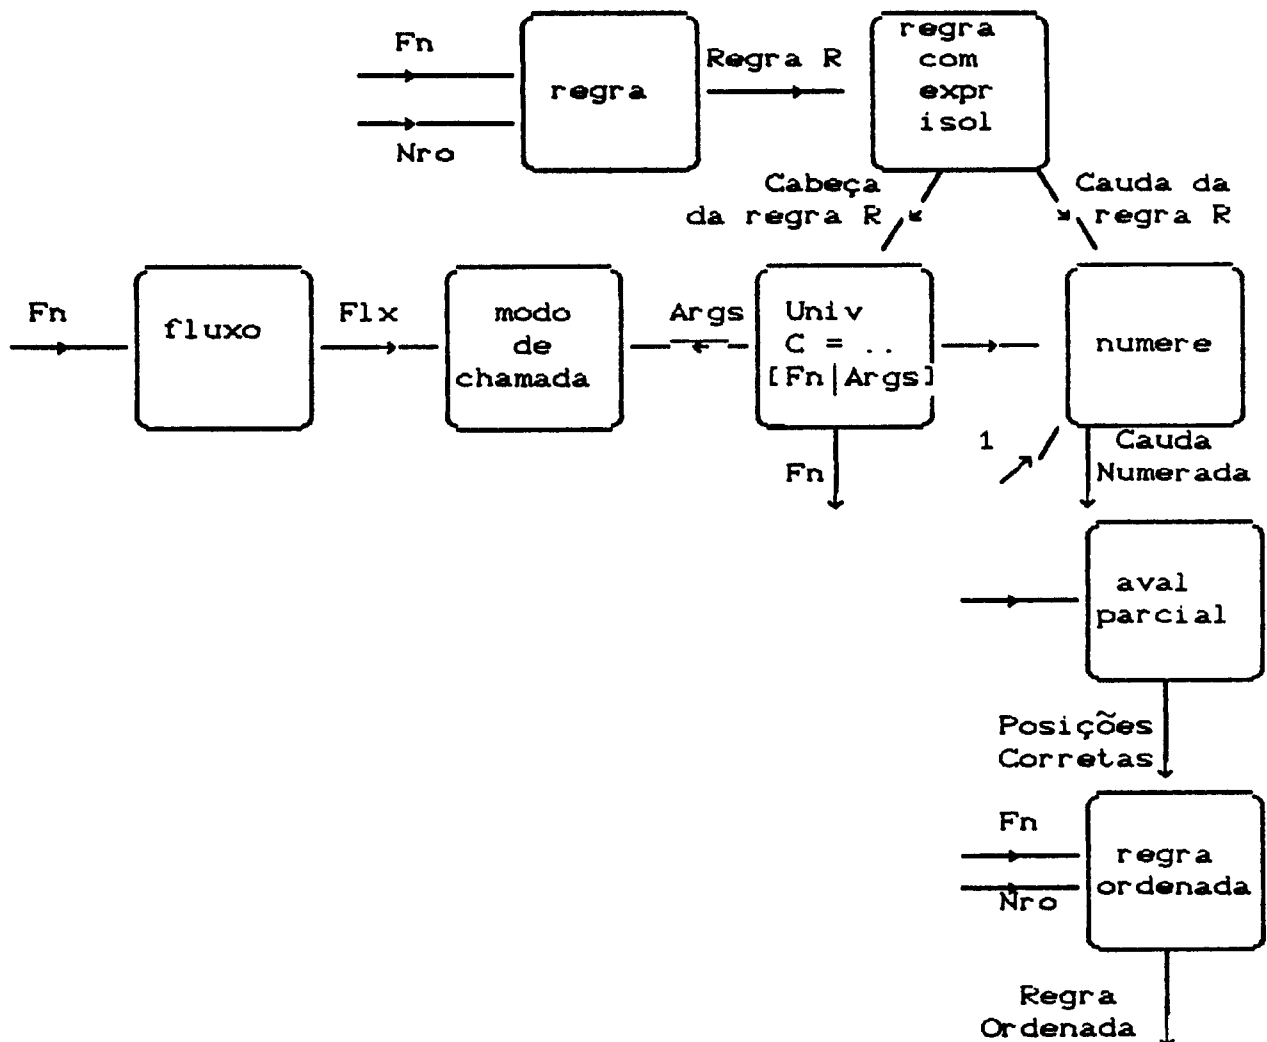 Fn
Nro
regra
Regra R
regra
com
expr
isol
Cabeça
da regra R
Cauda da
regra R
Fn
fluxo
Flx
modo
de
chamada
Args
Univ
C = ..
[Fn|Args]
numere
Fn
1
Cauda
Numerada
aval
parcial
Posições
Corretas
Fn
Nro
regra
ordenada
Regra
Ordenada